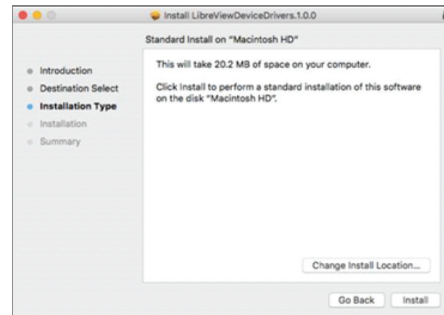 Install LibreViewDeviceDrivers.1.0.0
Standard Install on "Macintosh HD"
Introduction
Destination Select
Installation Type
Installation
Summary
This will take 20.2 MB of space on your computer.
Click Install to perform a standard installation of this software
on the disk "Macintosh HD".
Change Install Location...
Go Back
Install